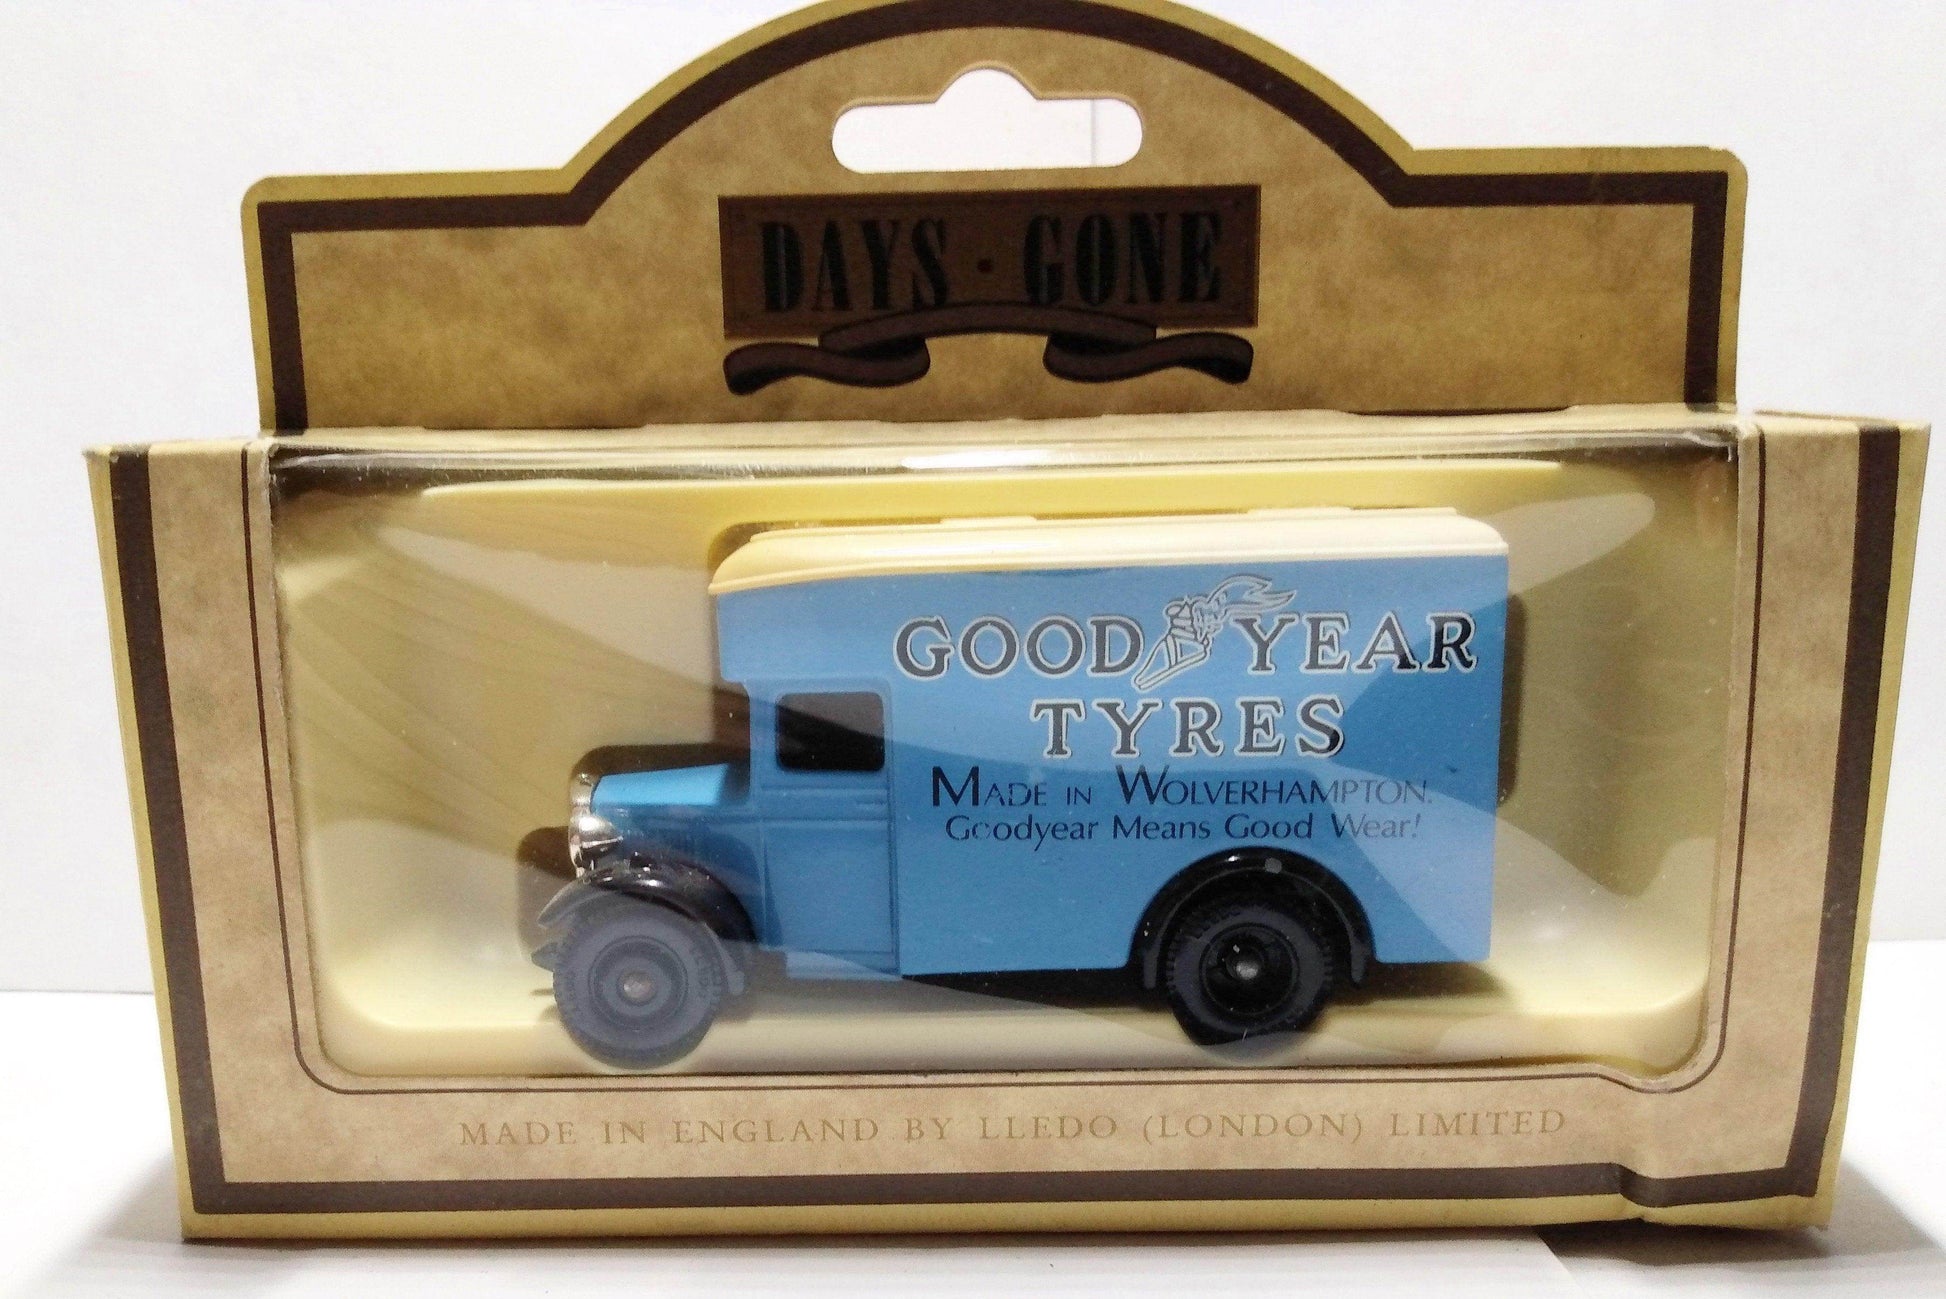 DAYS · GONE
GOOD YEAR
TYRES
MADE IN WOLVERHAMPTON.
Goodyear Means Good Wear!
MADE IN ENGLAND BY LLEDO (LONDON) LIMITED